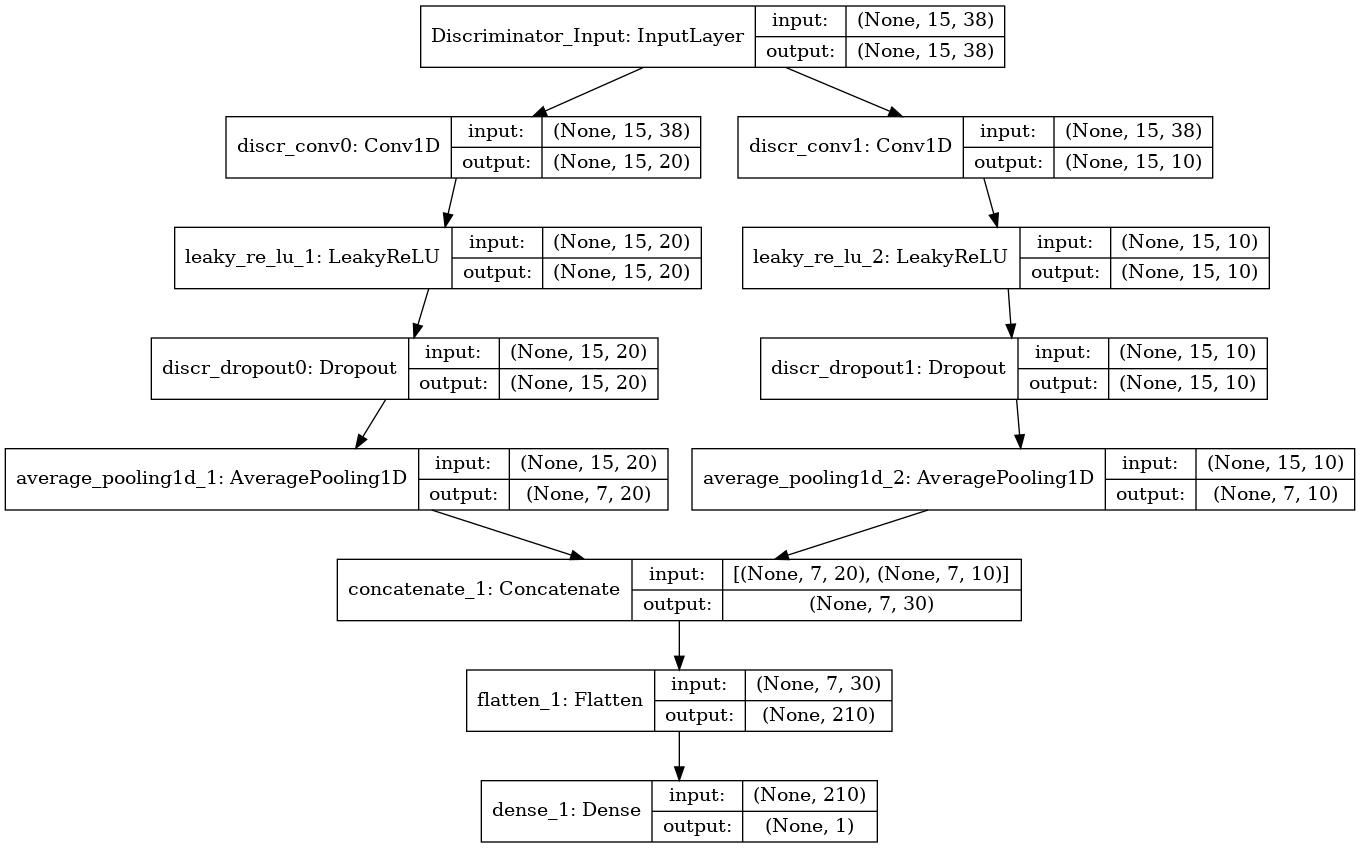 Discriminator_Input: InputLayer
input: (None, 15, 38)
output: (None, 15, 38)
discr_conv0: Conv1D
input: (None, 15, 38)
output: (None, 15, 20)
discr_conv1: Conv1D
input: (None, 15, 38)
output: (None, 15, 10)
leaky_re_lu_1: LeakyReLU
input: (None, 15, 20)
output: (None, 15, 20)
leaky_re_lu_2: LeakyReLU
input: (None, 15, 10)
output: (None, 15, 10)
discr_dropout0: Dropout
input: (None, 15, 20)
output: (None, 15, 20)
discr_dropout1: Dropout
input: (None, 15, 10)
output: (None, 15, 10)
average_pooling1d_1: AveragePooling1D
input: (None, 15, 20)
output: (None, 7, 20)
average_pooling1d_2: AveragePooling1D
input: (None, 15, 10)
output: (None, 7, 10)
concatenate_1: Concatenate
input: [(None, 7, 20), (None, 7, 10)]
output: (None, 7, 30)
flatten_1: Flatten
input: (None, 7, 30)
output: (None, 210)
dense_1: Dense
input: (None, 210)
output: (None, 1)